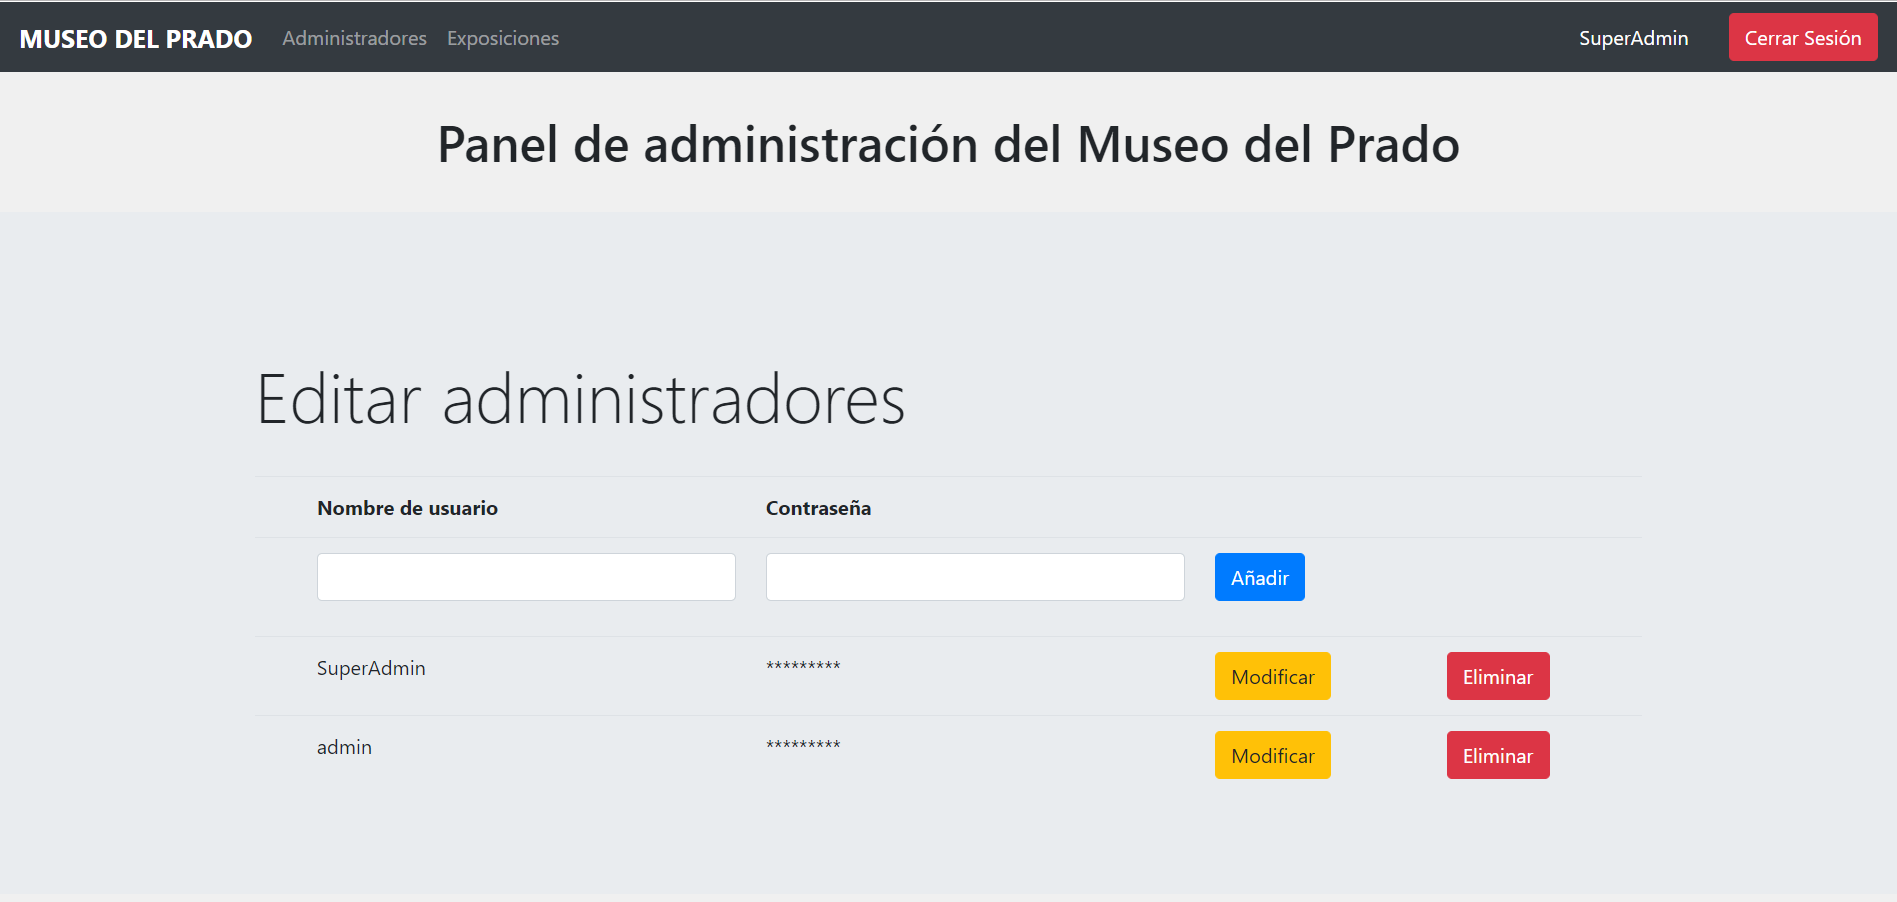 MUSEO DEL PRADO Administradores Exposiciones SuperAdmin Cerrar Sesión
Panel de administración del Museo del Prado
Editar administradores
Nombre de usuario Contraseña
Añadir
SuperAdmin ********* Modificar Eliminar
admin ********* Modificar Eliminar